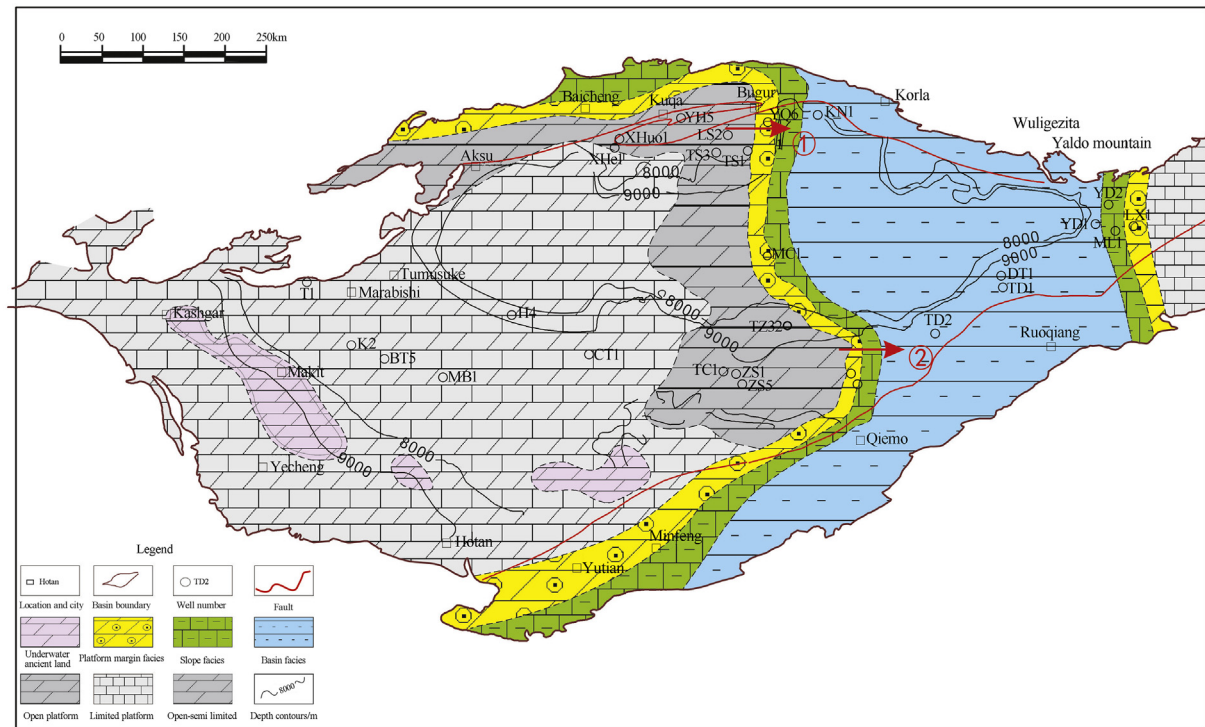 0 50 100 150 200 250km
Baicheng
Kuqa
Bugur
Korla
YH5
YQ6
KN1
Wuligezita
XHuo1
LS2
①
Yaldo mountain
XHe1
TS3
TS1
Aksu
8000
9000
YD2
LX1
YD1
ML1
8000
9000
MC1
Tumusuke
DT1
T1
Marabishi
TD1
8000
Kashgar
H4
9000
TZ32
TD2
K2
BT5
CT1
②
Ruoqiang
Makit
MB1
TC1
ZS1
ZS5
8000
Qiemo
9000
Yecheng
Hotan
Minfeng
Yutian
Legend
Hotan
TD2
Location and city
Basin boundary
Well number
Fault
Underwater
ancient land
Platform margin facies
Slope facies
Basin facies
8000
Open platform
Limited platform
Open-semi limited
Depth contours/m